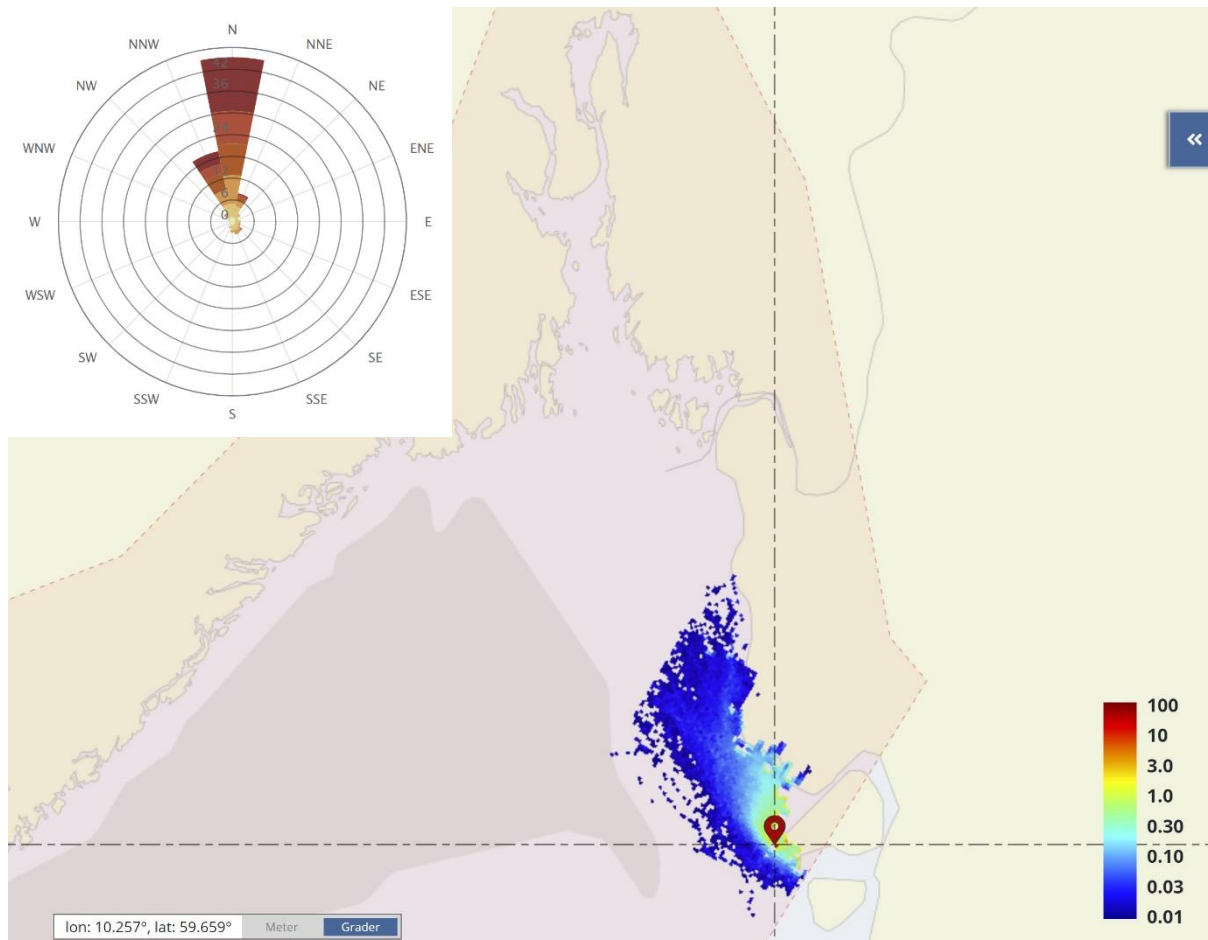 N
NNW
NNE
NW
NE
WNW
ENE
W
E
WSW
ESE
SW
SE
SSW
SSE
S
42
36
6
0
«
100
10
3.0
1.0
0.30
0.10
0.03
0.01
lon: 10.257°, lat: 59.659°
Meter
Grader